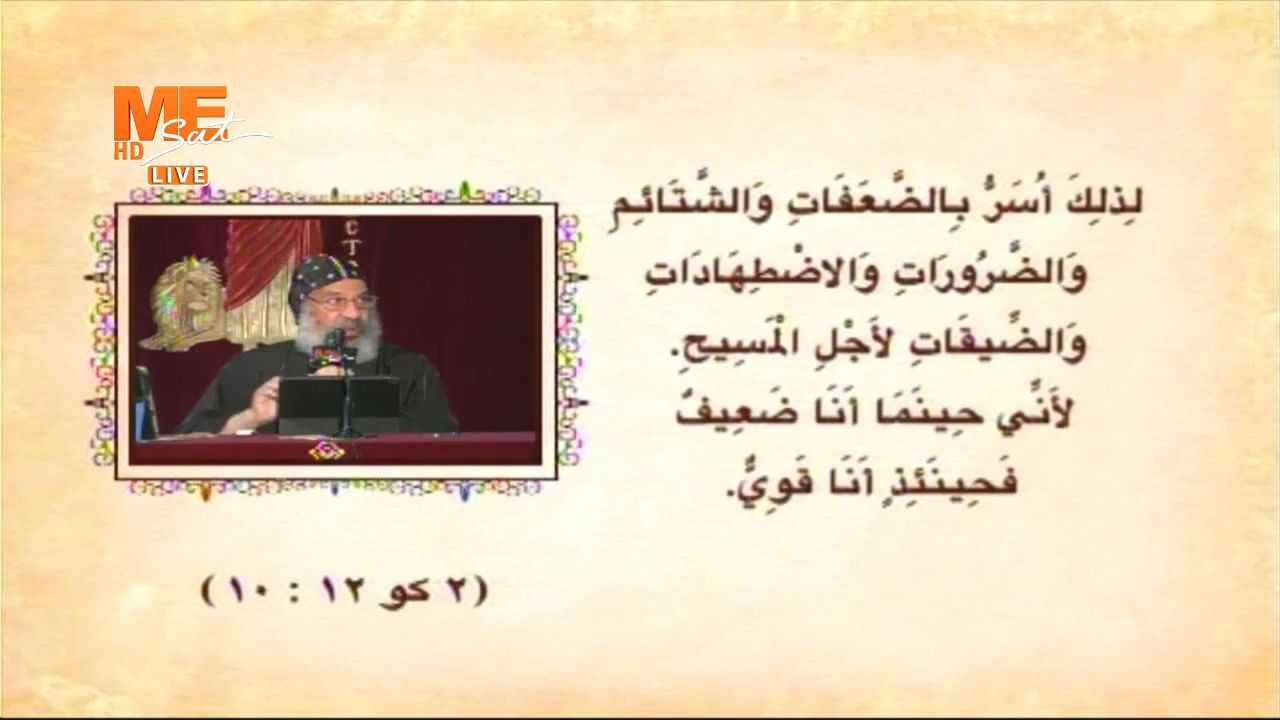 ME
Sat
HD
LIVE
لِذلِكَ أُسَرُّ بِالضَّعَفَاتِ وَالشَّتَائِمِ
وَالضَّرُورَاتِ وَالاضْطِهَادَاتِ
وَالضِّيقَاتِ لأَجْلِ الْمَسِيحِ.
لأَنِّي حِينَمَا أَنَا ضَعِيفٌ
فَحِينَئِذٍ أَنَا قَوِيٌّ.
(٢ كو ١٢ : ١٠)